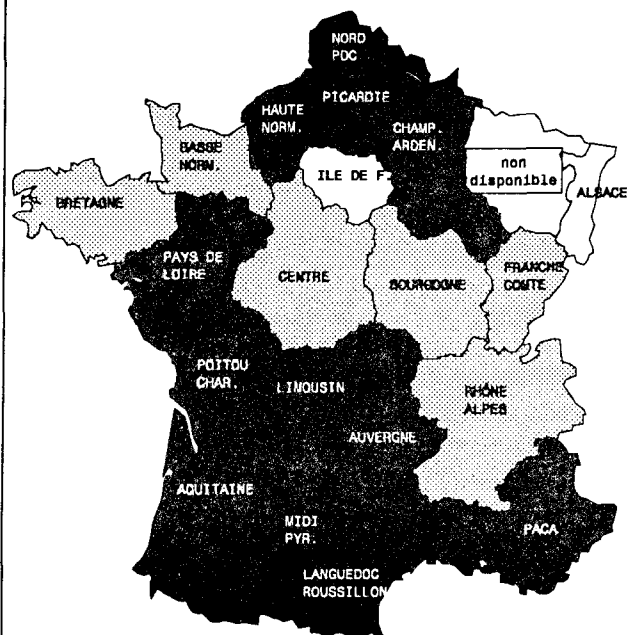 NORD
PDC
PICARDIE
HAUTE
NORM.
CHAMP.
ARDEN.
BASSE
NORM.
ILE DE F.
non
disponible
ALSACE
BRETAGNE
PAYS DE
LOIRE
CENTRE
BOURGOGNE
FRANCHE
COMTE
POITOU
CHAR.
LIMOUSIN
RHÔNE
ALPES
AUVERGNE
AQUITAINE
MIDI
PYR.
PACA
LANGUEDOC
ROUSSILLON